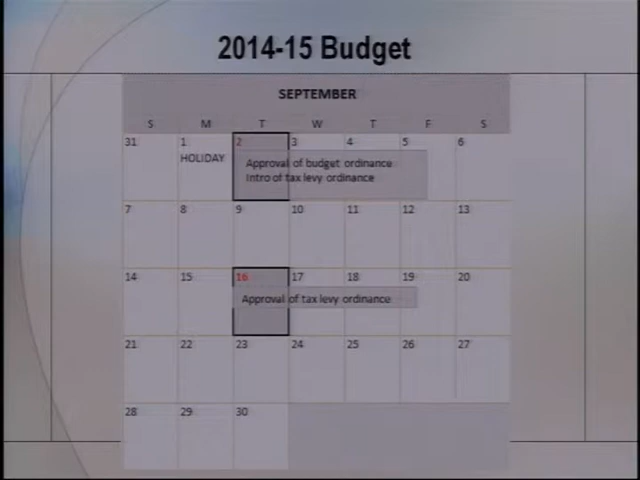 2014-15 Budget
SEPTEMBER
S M T W T F S
31 1 2 3 4 5 6
HOLIDAY
Approval of budget ordinance
Intro of tax levy ordinance
7 8 9 10 11 12 13
14 15 16 17 18 19 20
Approval of tax levy ordinance
21 22 23 24 25 26 27
28 29 30